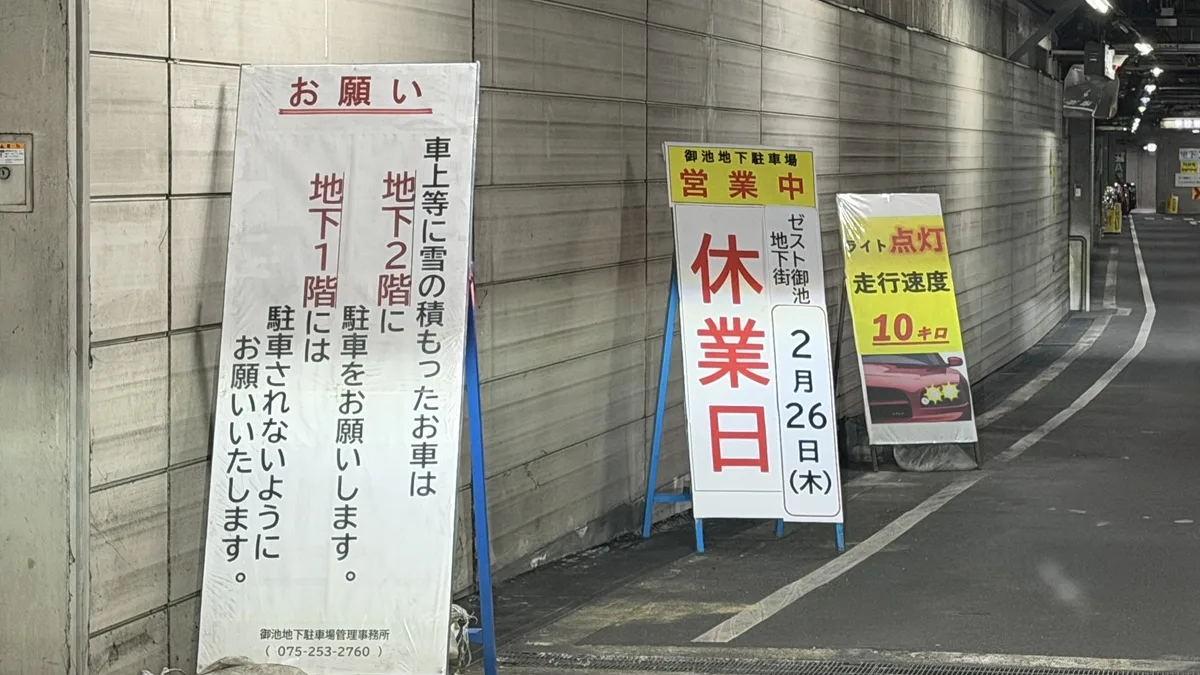 お願い
車上等に雪の積もったお車は
地下2階に
駐車をお願いします。
地下1階には
駐車されないように
お願いいたします。
御池地下駐車場管理事務所
(075-253-2760)
御池地下駐車場
営業中
ゼスト御池
地下街
休業日
2月26日(木)
ライト点灯
走行速度
10キロ